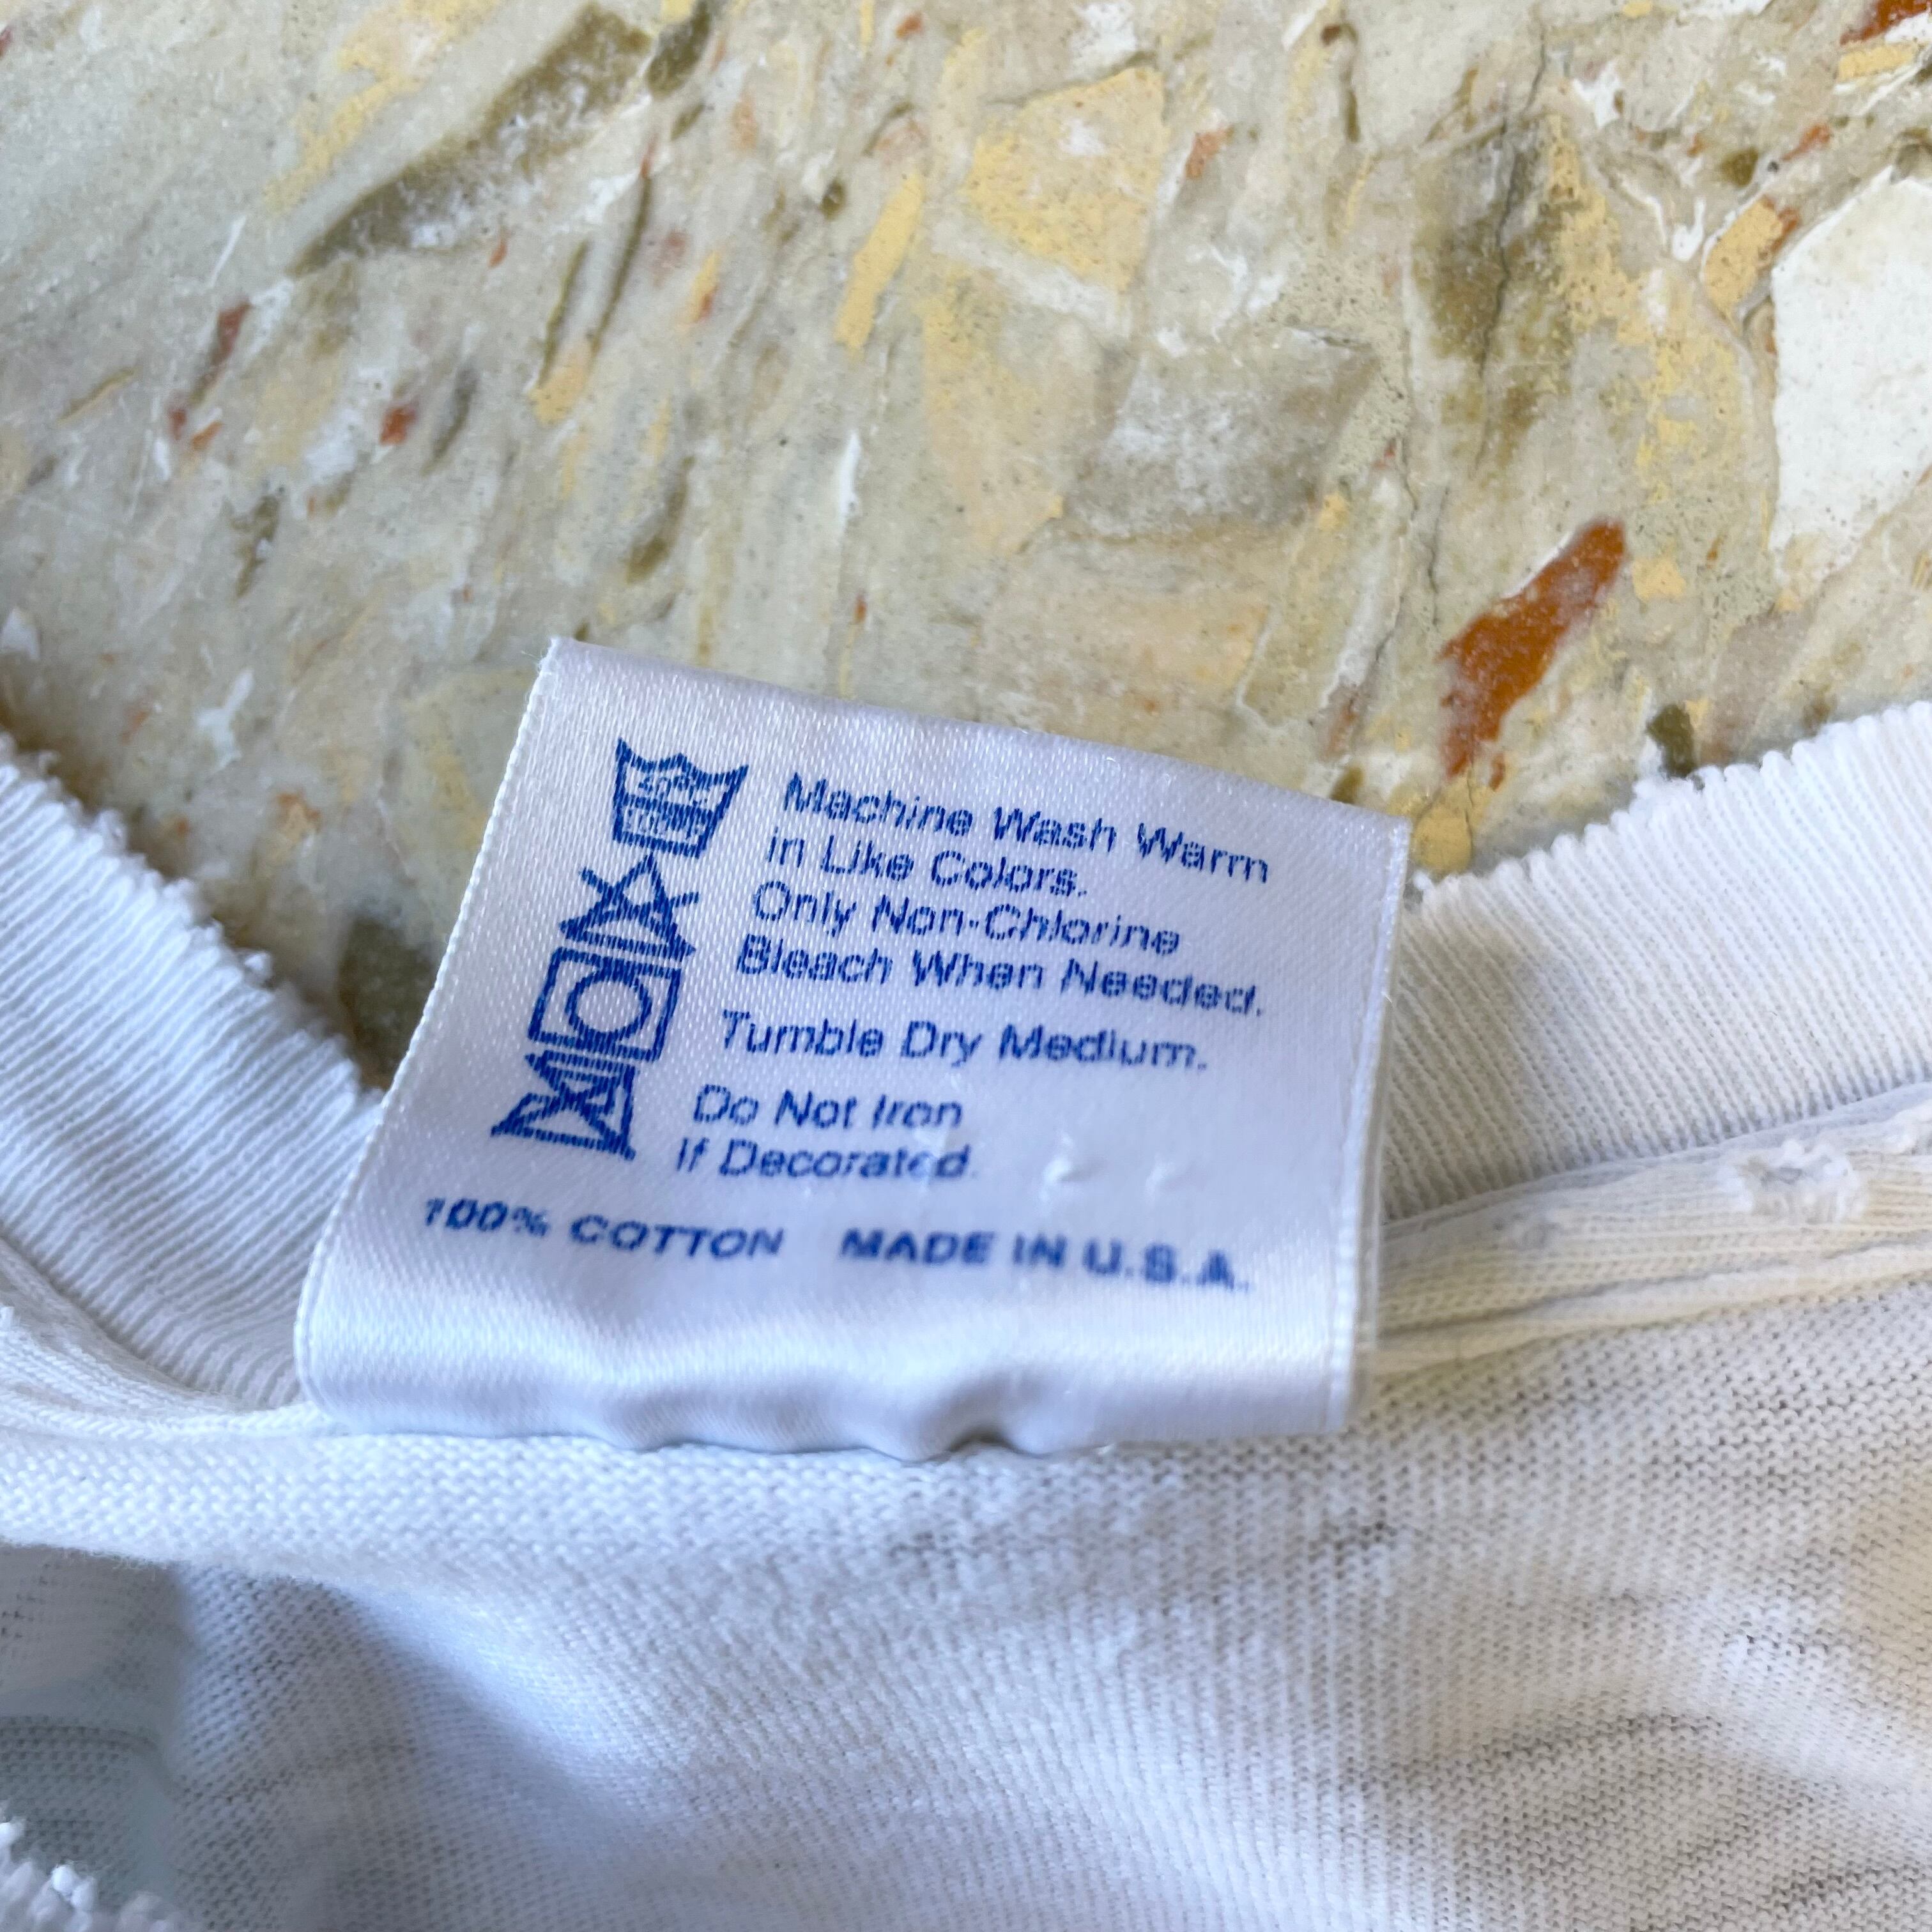 Machine Wash Warm
in Like Colors.
Only Non-Chlorine
Bleach When Needed.
Tumble Dry Medium.
Do Not Iron
If Decorated.
100% COTTON MADE IN U.S.A.